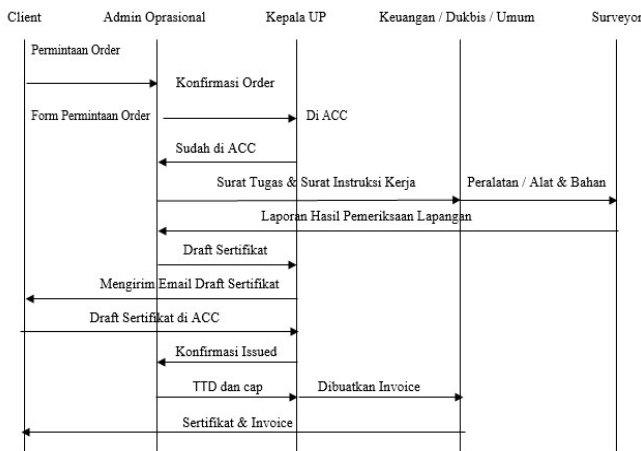 Client Admin Oprasional Kepala UP Keuangan / Dukbis / Umum Surveyor
Permintaan Order
Konfirmasi Order
Form Permintaan Order Di ACC
Sudah di ACC
Surat Tugas & Surat Instruksi Kerja Peralatan / Alat & Bahan
Laporan Hasil Pemeriksaan Lapangan
Draft Sertifikat
Mengirim Email Draft Sertifikat
Draft Sertifikat di ACC
Konfirmasi Issued
TTD dan cap Dibuatkan Invoice
Sertifikat & Invoice